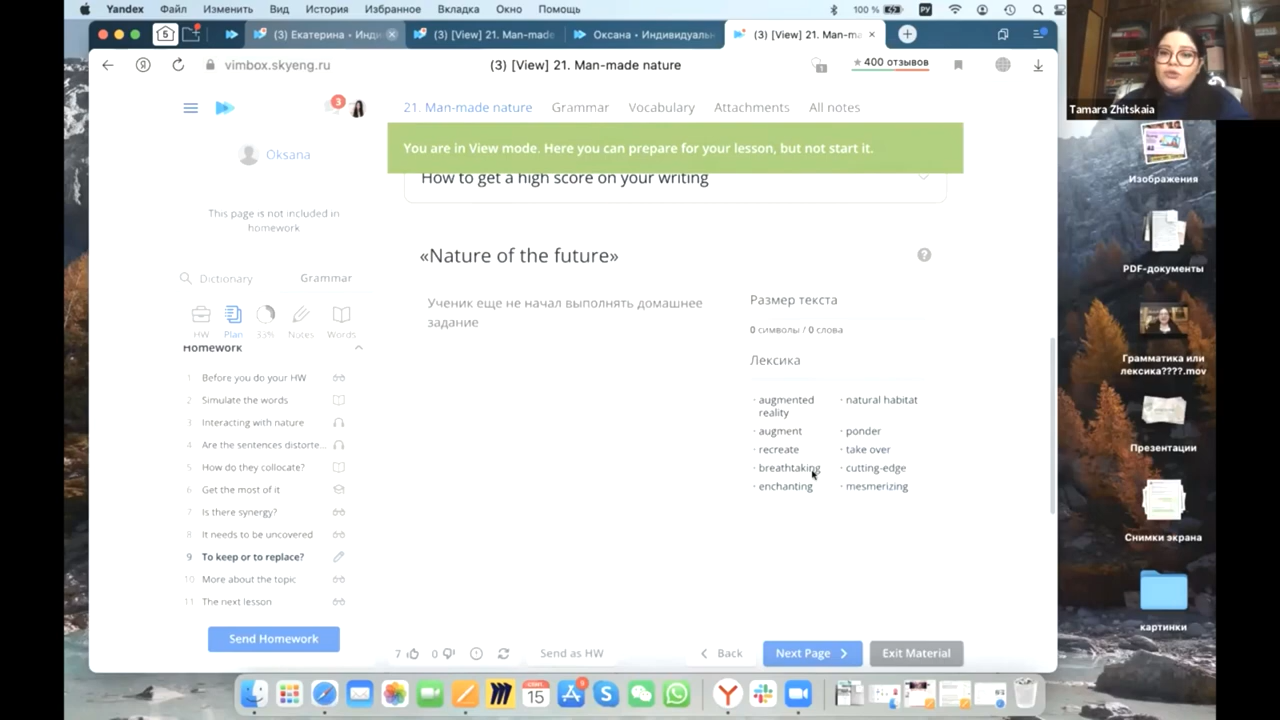 Yandex Файл Изменить Вид История Избранное Вкладка Окно Помощь 100 % РУ
5 (3) Екатерина • Инди (3) [View] 21. Man-made Оксана • Индивидуаль (3) [View] 21. Man-ma
vimbox.skyeng.ru (3) [View] 21. Man-made nature 400 отзывов
Tamara Zhitskaia
3 21. Man-made nature Grammar Vocabulary Attachments All notes
You are in View mode. Here you can prepare for your lesson, but not start it.
Oksana
How to get a high score on your writing
This page is not included in
homework
Dictionary Grammar
HW Plan 33% Notes Words
Homework
1 Before you do your HW
2 Simulate the words
3 Interacting with nature
4 Are the sentences distorte...
5 How do they collocate?
6 Get the most of it
7 Is there synergy?
8 It needs to be uncovered
9 To keep or to replace?
10 More about the topic
11 The next lesson
Send Homework
«Nature of the future»
Ученик еще не начал выполнять домашнее
задание
Размер текста
0 символы / 0 слова
Лексика
· augmented
reality
· natural habitat
· augment · ponder
· recreate · take over
· breathtaking · cutting-edge
· enchanting · mesmerizing
7 0 Send as HW Back Next Page Exit Material
Изображения
PDF-документы
Грамматика или
лексика????.mov
Презентации
Снимки экрана
картинки
15